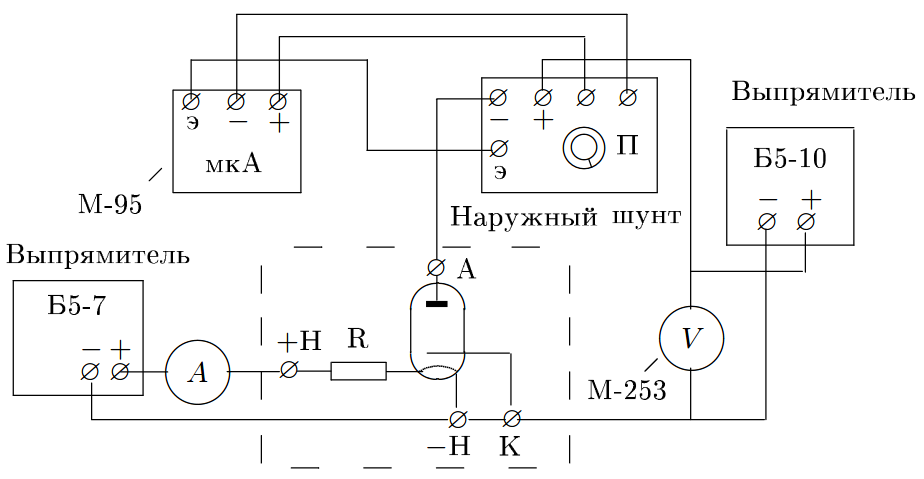 Выпрямитель
э − +
− +
мкА
П
Б5-10
э
− +
М-95
Наружный шунт
Выпрямитель
А
Б5-7
+Н
R
− +
A
V
М-253
−Н
К